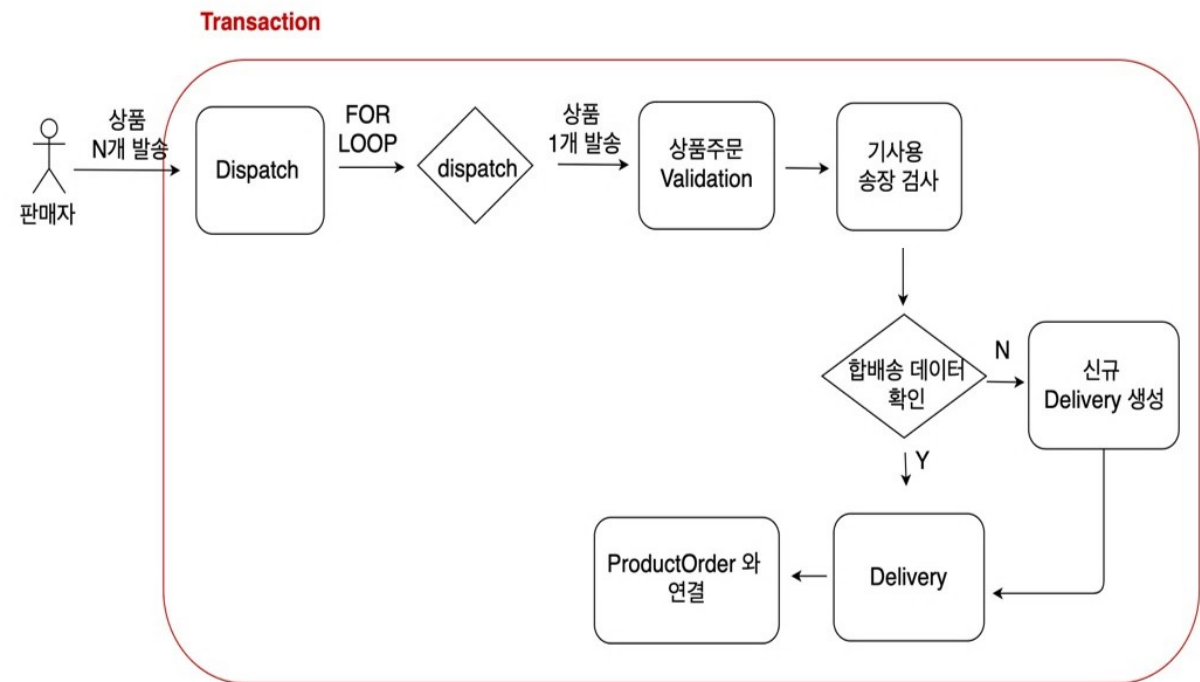 Transaction
상품
N개 발송
판매자
Dispatch
FOR
LOOP
dispatch
상품
1개 발송
상품주문
Validation
기사용
송장 검사
합배송 데이터
확인
N
신규
Delivery 생성
Y
Delivery
ProductOrder 와
연결